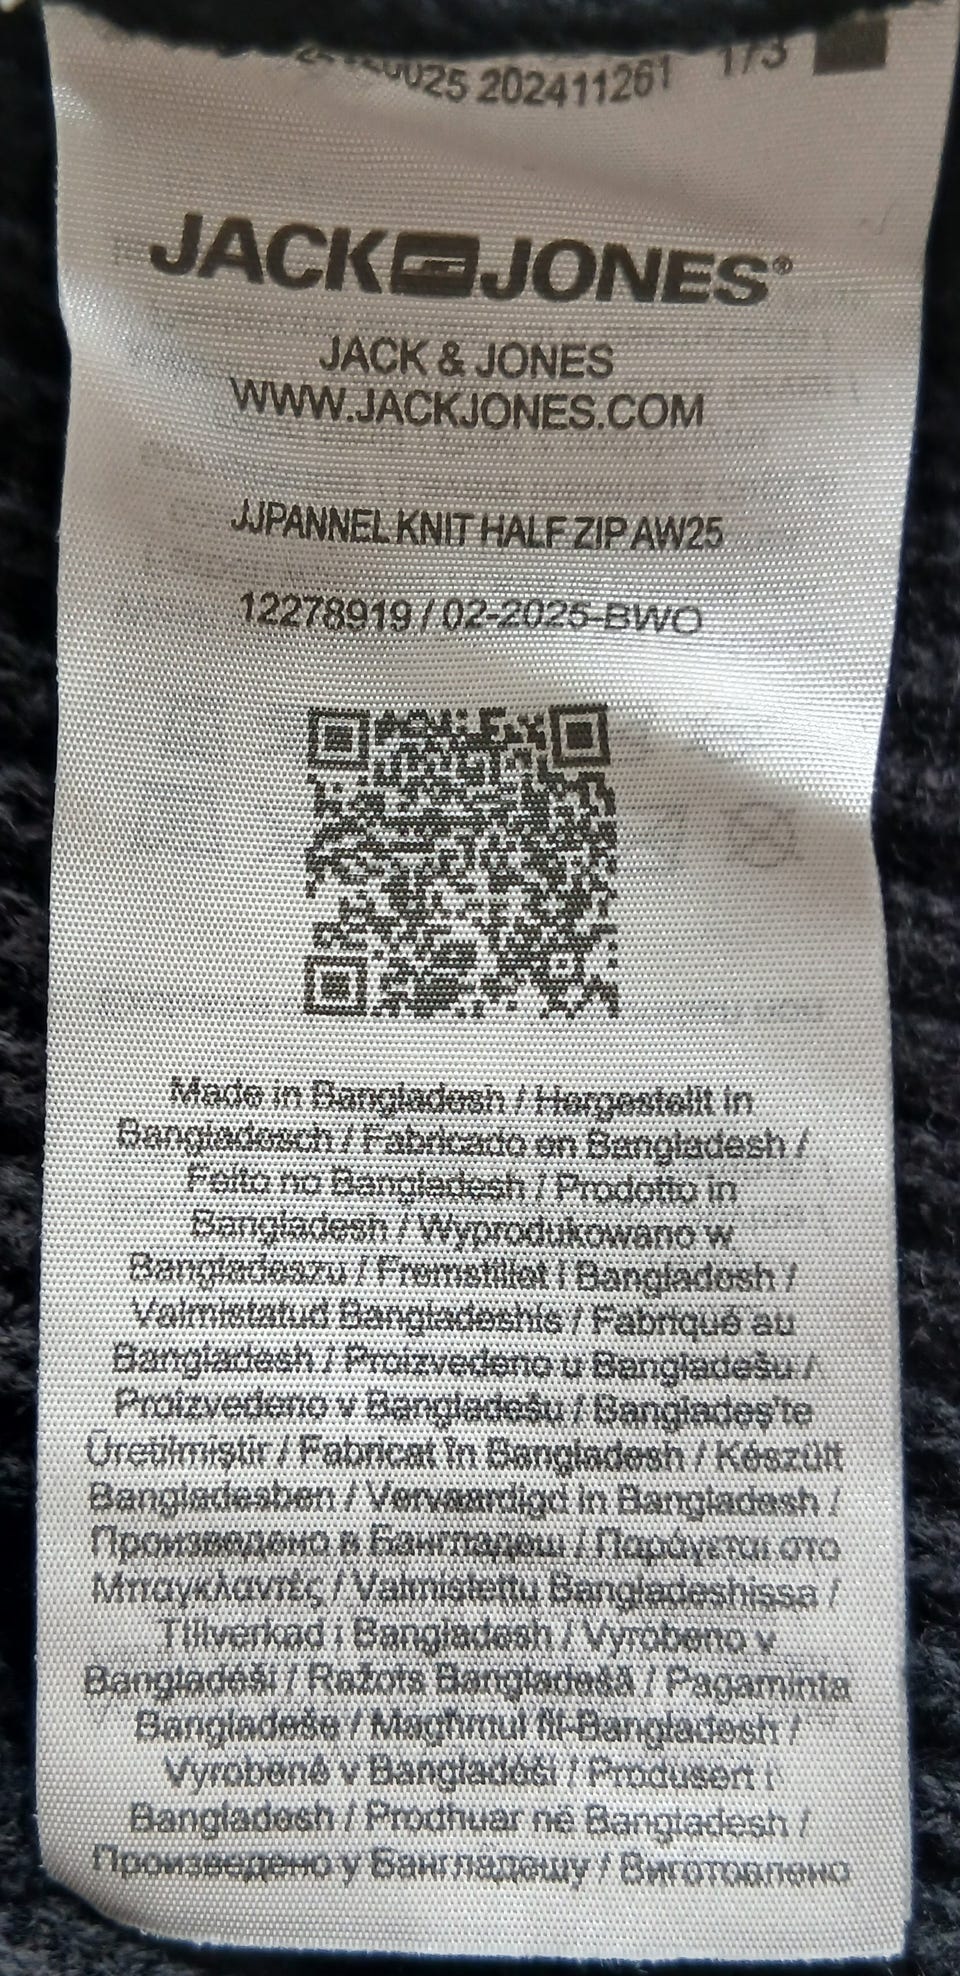 0025 202411261 1/3
JACK JONES®
JACK & JONES
WWW.JACKJONES.COM
JJPANNEL KNIT HALF ZIP AW25
12278919 / 02-2025-BWO
Made in Bangladesh / Hergestellt in
Bangladesch / Fabricado en Bangladesh /
Feito no Bangladesh / Prodotto in
Bangladesh / Wyprodukowano w
Bangladeszu / Fremstillet i Bangladesh /
Valmistatud Bangladeshis / Fabriqué au
Bangladesh / Proizvedeno u Bangladešu /
Proizvedeno v Bangladešu / Bangladeş'te
Üretilmiştir / Fabricat în Bangladesh / Készült
Bangladesben / Vervaardigd in Bangladesh /
Произведено в Бангладеш / Παράγεται στο
Μπαγκλαντές / Valmistettu Bangladeshissa /
Tillverkad i Bangladesh / Vyrobeno v
Bangladéši / Ražots Bangladešā / Pagaminta
Bangladeše / Magħmul fil-Bangladesh /
Vyrobené v Bangladéši / Produsert i
Bangladesh / Prodhuar në Bangladesh /
Произведено у Бангладешу / Виготовлено